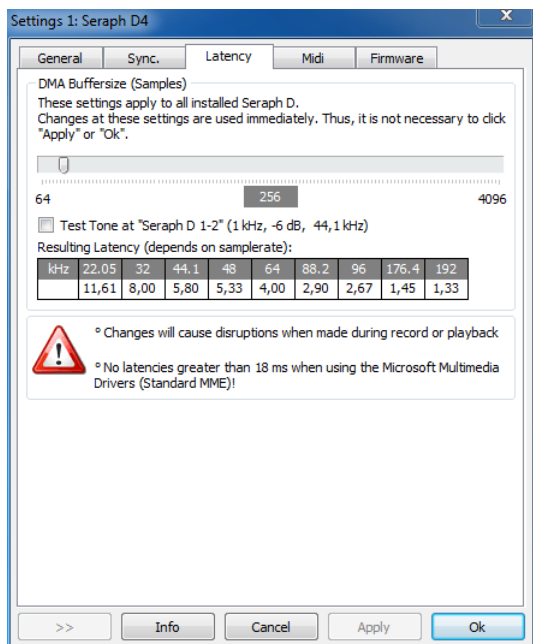 Settings 1: Seraph D4
X
General Sync. Latency Midi Firmware
DMA Buffersize (Samples)
These settings apply to all installed Seraph D.
Changes at these settings are used immediately. Thus, it is not necessary to click
"Apply" or "Ok".
64 256 4096
Test Tone at "Seraph D 1-2" (1 kHz, -6 dB, 44,1 kHz)
Resulting Latency (depends on samplerate):
kHz 22.05 32 44.1 48 64 88.2 96 176.4 192
11,61 8,00 5,80 5,33 4,00 2,90 2,67 1,45 1,33
° Changes will cause disruptions when made during record or playback
° No latencies greater than 18 ms when using the Microsoft Multimedia
Drivers (Standard MME)!
>> Info Cancel Apply Ok